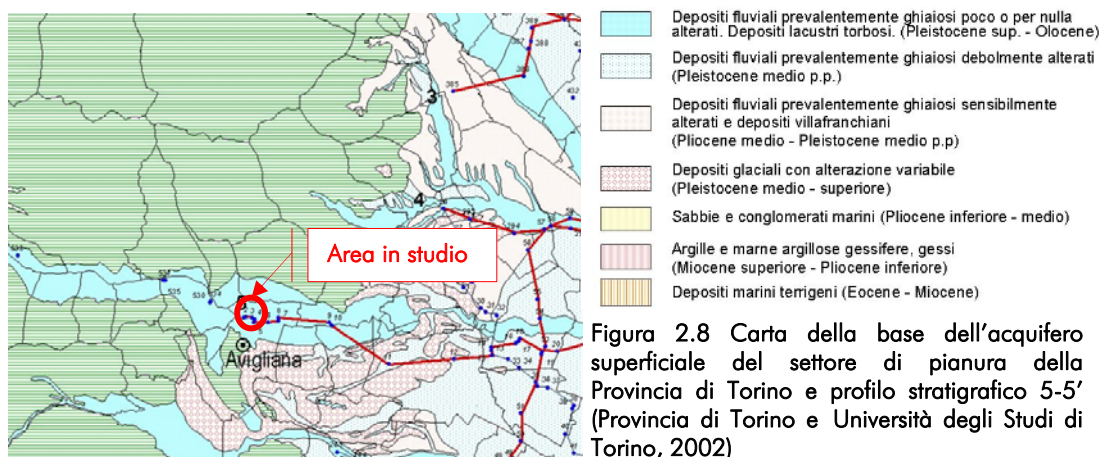 Depositi fluviali prevalentemente ghiaiosi poco o per nulla
alterati. Depositi lacustri torbosi. (Pleistocene sup. - Olocene)
Depositi fluviali prevalentemente ghiaiosi debolmente alterati
(Pleistocene medio p.p.)
Depositi fluviali prevalentemente ghiaiosi sensibilmente
alterati e depositi villafranchiani
(Pliocene medio - Pleistocene medio p.p)
Depositi glaciali con alterazione variabile
(Pleistocene medio - superiore)
Sabbie e conglomerati marini (Pliocene inferiore - medio)
Argille e marne argillose gessifere, gessi
(Miocene superiore - Pliocene inferiore)
Depositi marini terrigeni (Eocene - Miocene)
Figura 2.8 Carta della base dell'acquifero
superficiale del settore di pianura della
Provincia di Torino e profilo stratigrafico 5-5'
(Provincia di Torino e Università degli Studi di
Torino, 2002)
3
385
432
4
294
Area in studio
535
530
Avigliana